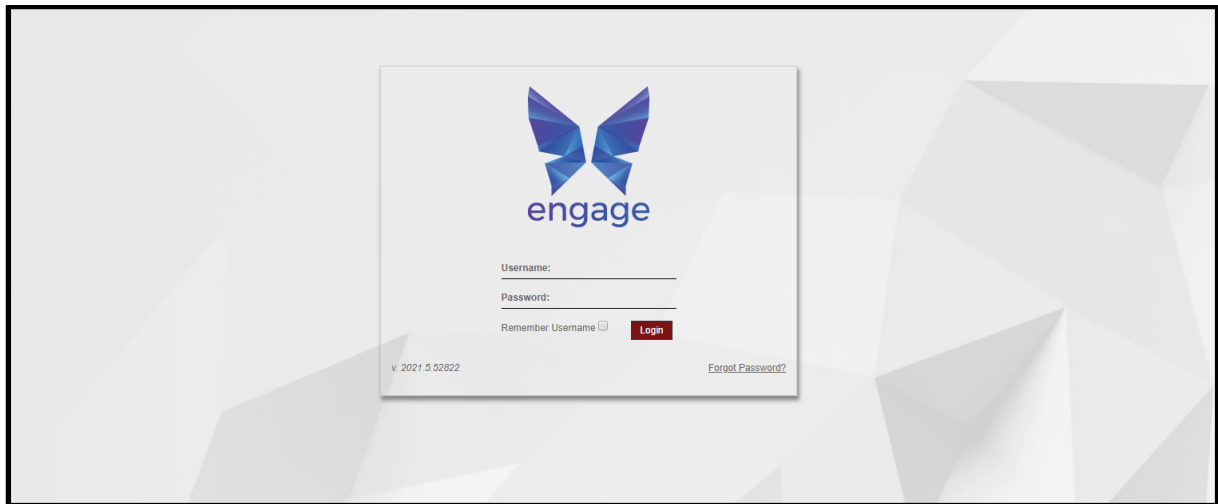 engage
Username:
Password:
Remember Username
Login
v. 2021.5.52822
Forgot Password?